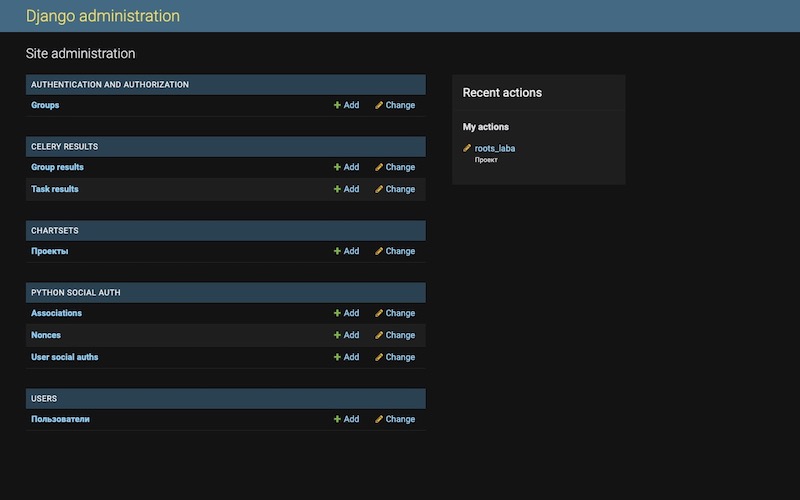 Django administration
Site administration
AUTHENTICATION AND AUTHORIZATION
Groups Add Change
CELERY RESULTS
Group results Add Change
Task results Add Change
CHARTSETS
Проекты Add Change
PYTHON SOCIAL AUTH
Associations Add Change
Nonces Add Change
User social auths Add Change
USERS
Пользователи Add Change
Recent actions
My actions
roots_laba
Проект